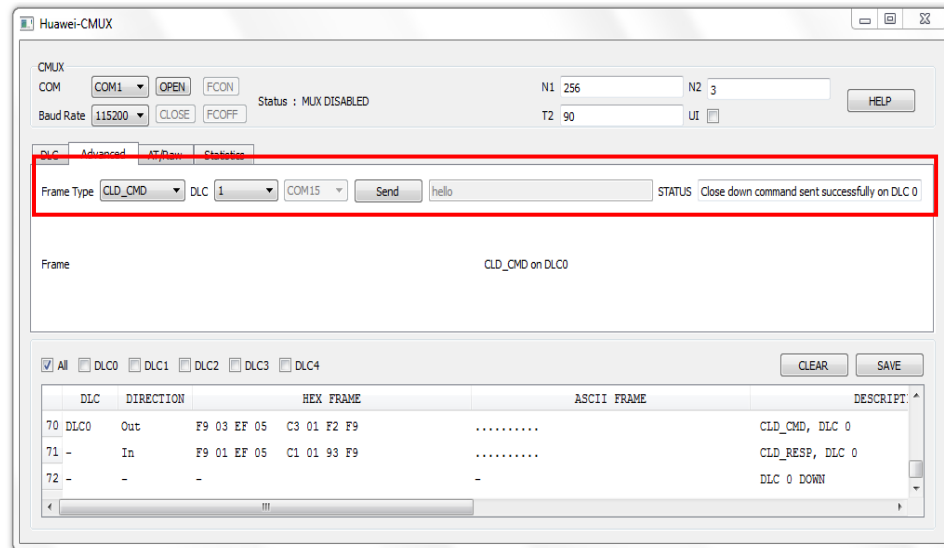 Huawei-CMUX
CMUX
COM COM1 OPEN FCON
Status : MUX DISABLED
N1 256 N2 3
HELP
Baud Rate 115200 CLOSE FCOFF
T2 90 UI
DLC Advanced AT/Raw Statistics
Frame Type CLD_CMD DLC 1 COM15 Send hello STATUS Close down command sent successfully on DLC 0
Frame CLD_CMD on DLC0
All DLC0 DLC1 DLC2 DLC3 DLC4 CLEAR SAVE
DLC DIRECTION HEX FRAME ASCII FRAME DESCRIPT
70 DLC0 Out F9 03 EF 05 C3 01 F2 F9 .......... CLD_CMD, DLC 0
71 - In F9 01 EF 05 C1 01 93 F9 .......... CLD_RESP, DLC 0
72 - - - - DLC 0 DOWN